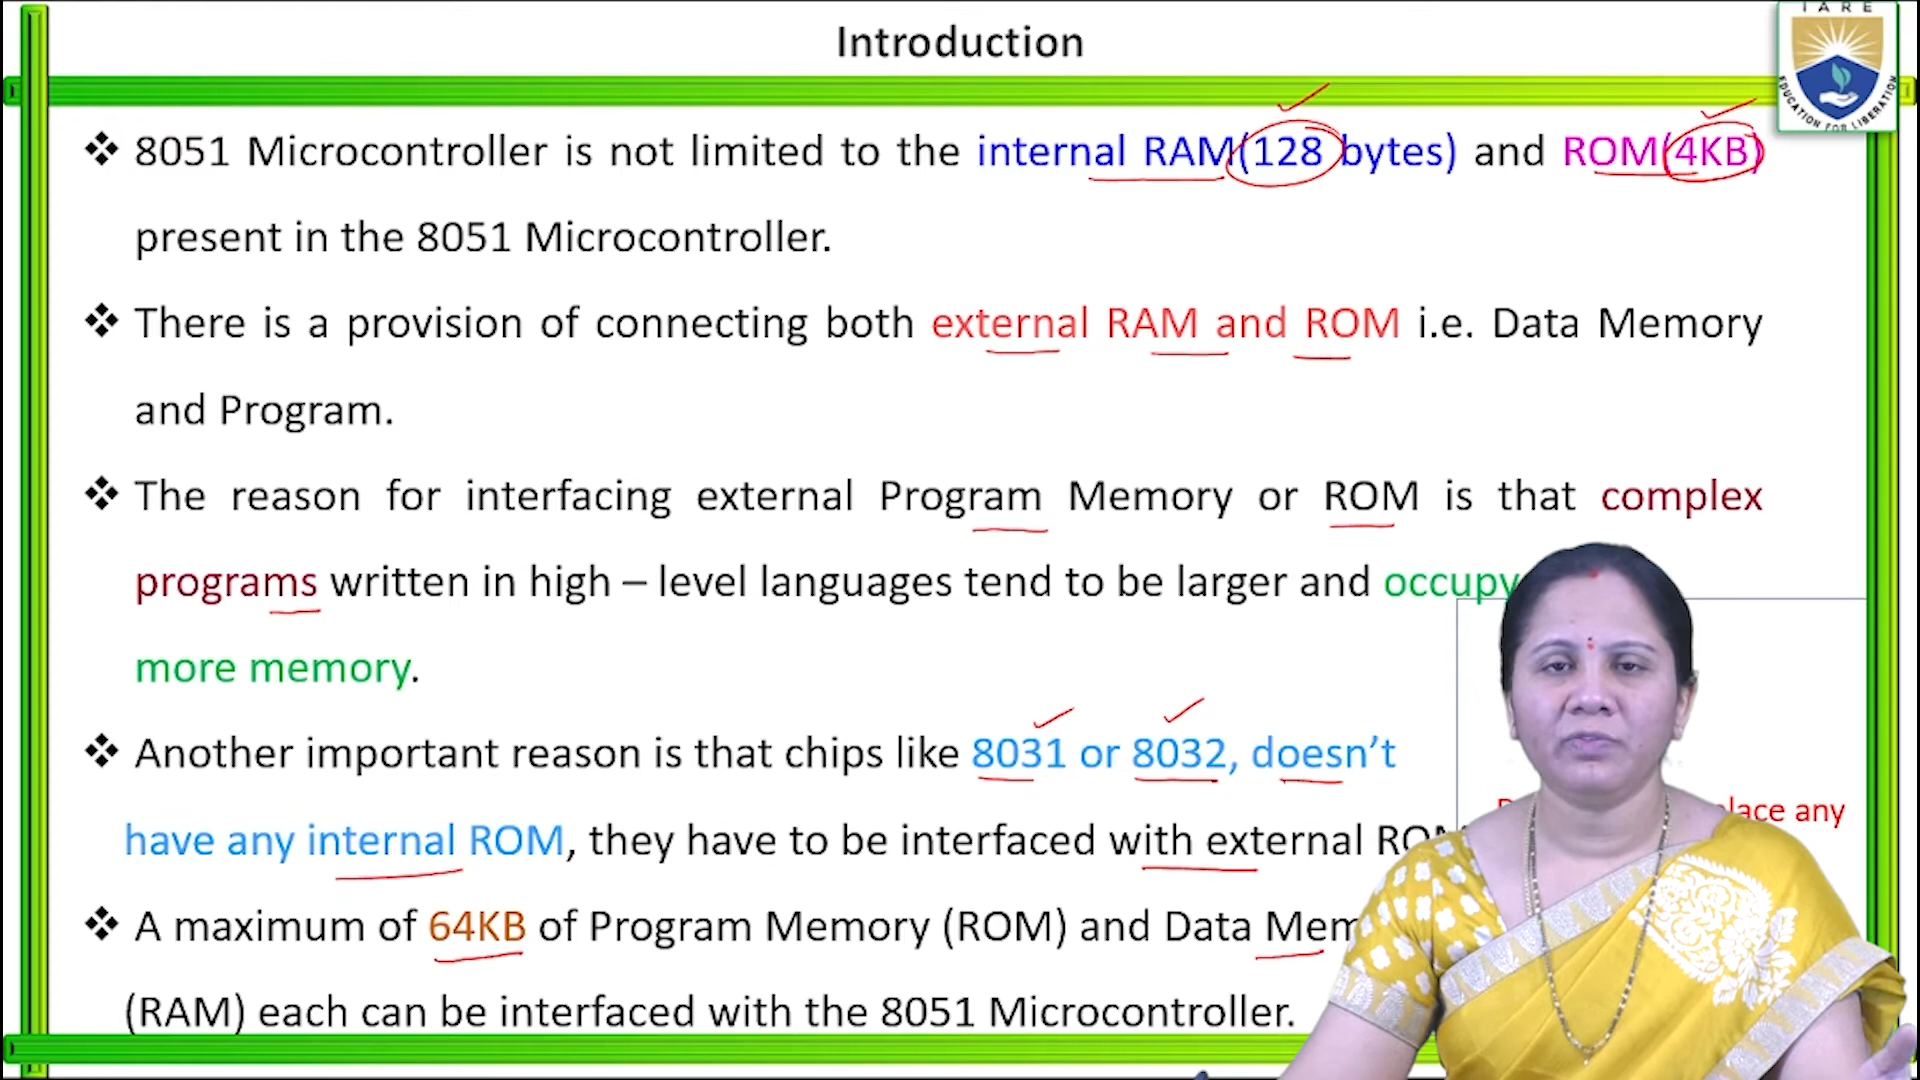 Introduction
IARE
EDUCATION FOR LIBERATION
❖ 8051 Microcontroller is not limited to the internal RAM(128 bytes) and ROM(4KB)
present in the 8051 Microcontroller.
❖ There is a provision of connecting both external RAM and ROM i.e. Data Memory
and Program.
❖ The reason for interfacing external Program Memory or ROM is that complex
programs written in high – level languages tend to be larger and occupy
more memory.
❖ Another important reason is that chips like 8031 or 8032, doesn’t
have any internal ROM, they have to be interfaced with external
any
❖ A maximum of 64KB of Program Memory (ROM) and Data
(RAM) each can be interfaced with the 8051 Microcontroller.